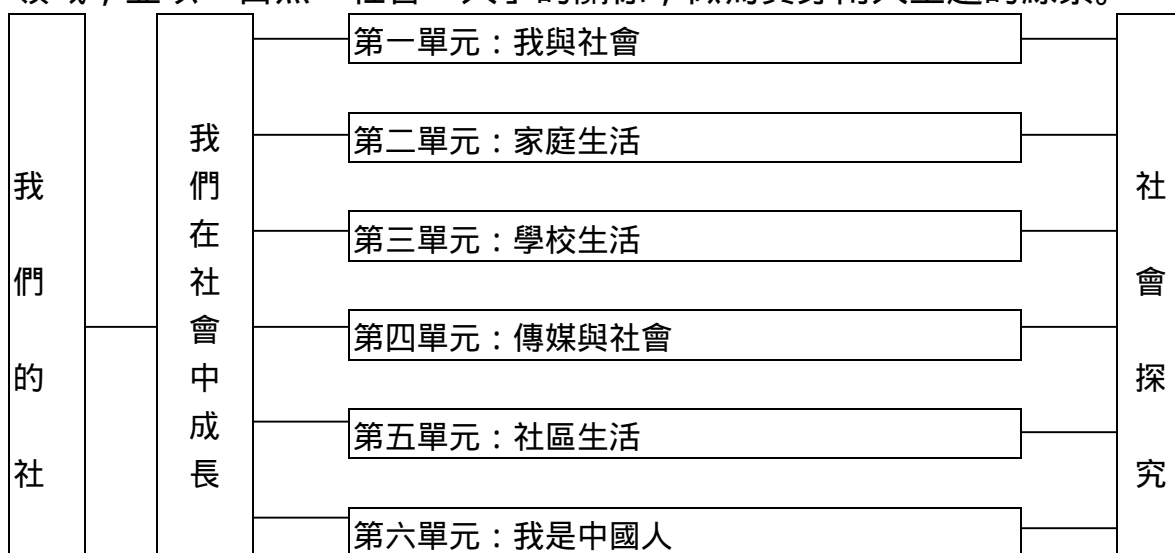 我們的社
我們在社會中成長
第一單元：我與社會
第二單元：家庭生活
第三單元：學校生活
第四單元：傳媒與社會
第五單元：社區生活
第六單元：我是中國人
社會探究